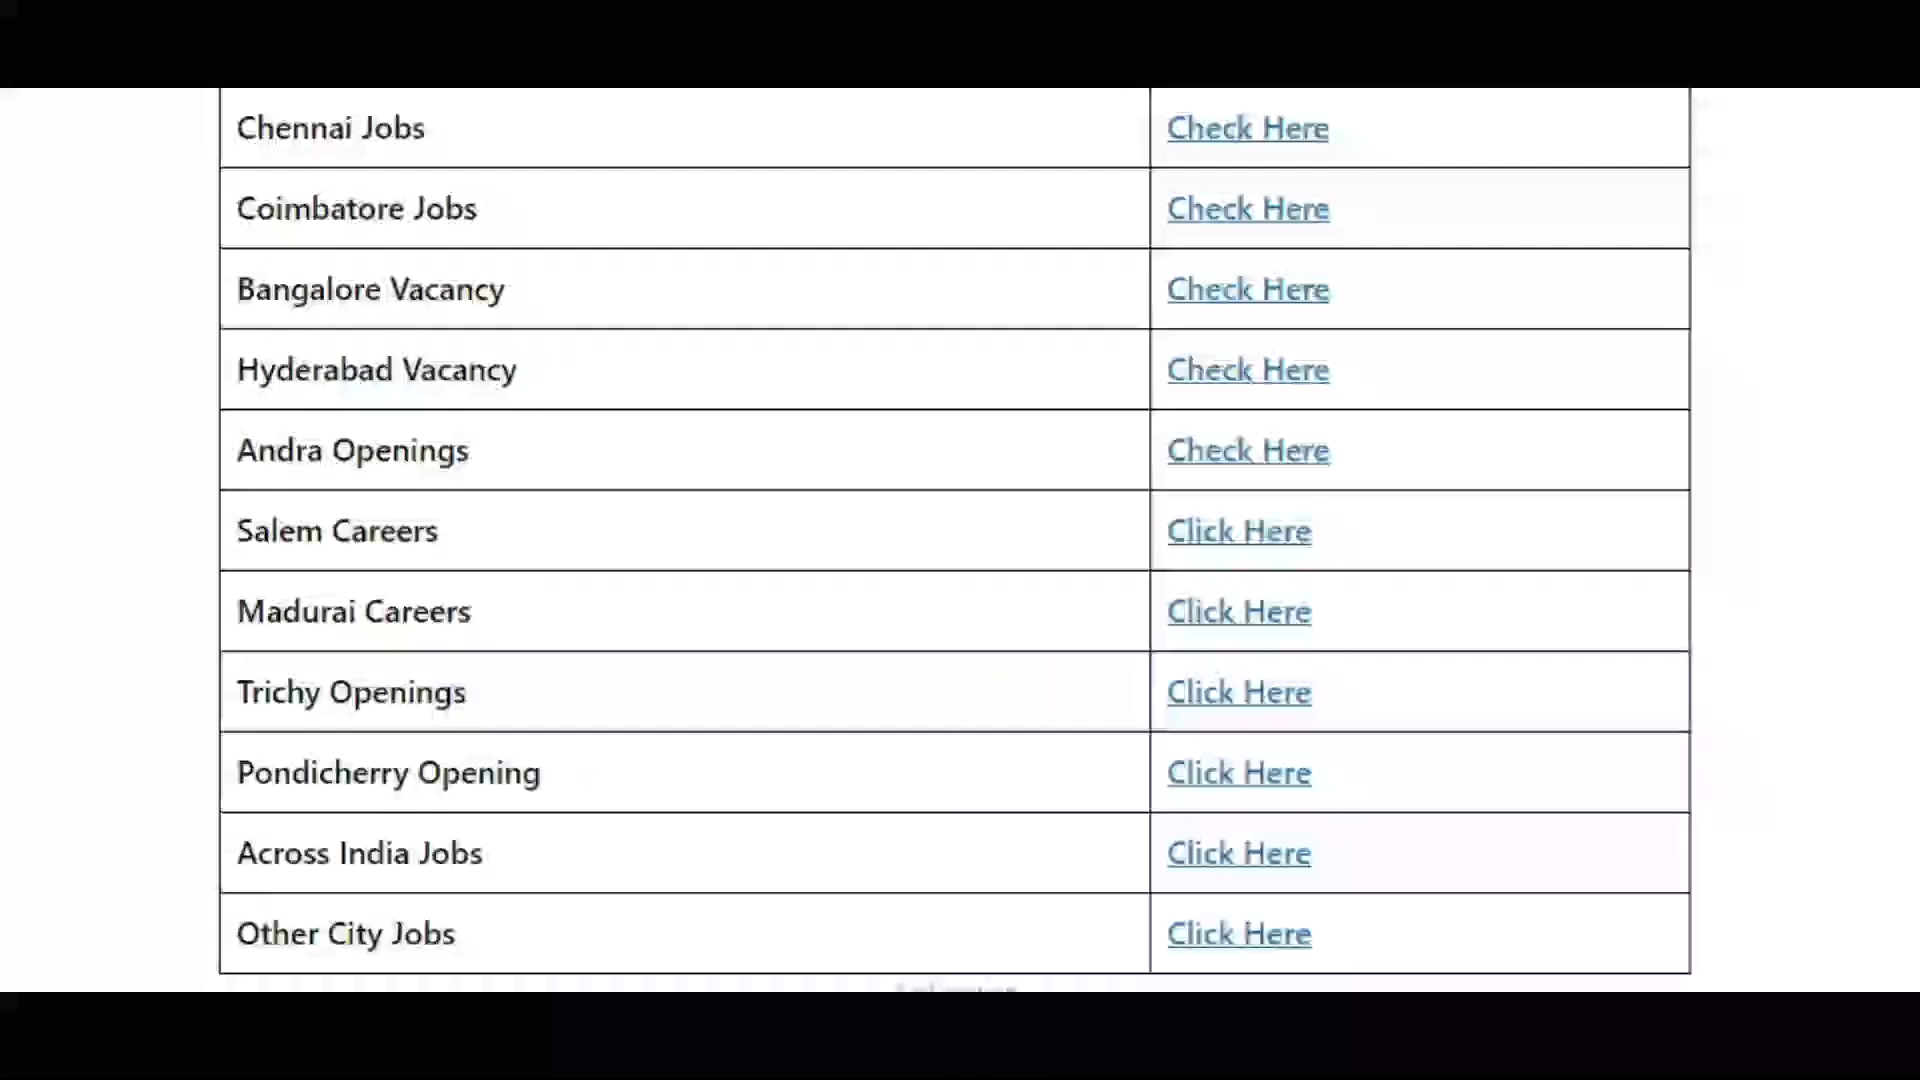 Chennai Jobs Check Here
Coimbatore Jobs Check Here
Bangalore Vacancy Check Here
Hyderabad Vacancy Check Here
Andra Openings Check Here
Salem Careers Click Here
Madurai Careers Click Here
Trichy Openings Click Here
Pondicherry Opening Click Here
Across India Jobs Click Here
Other City Jobs Click Here